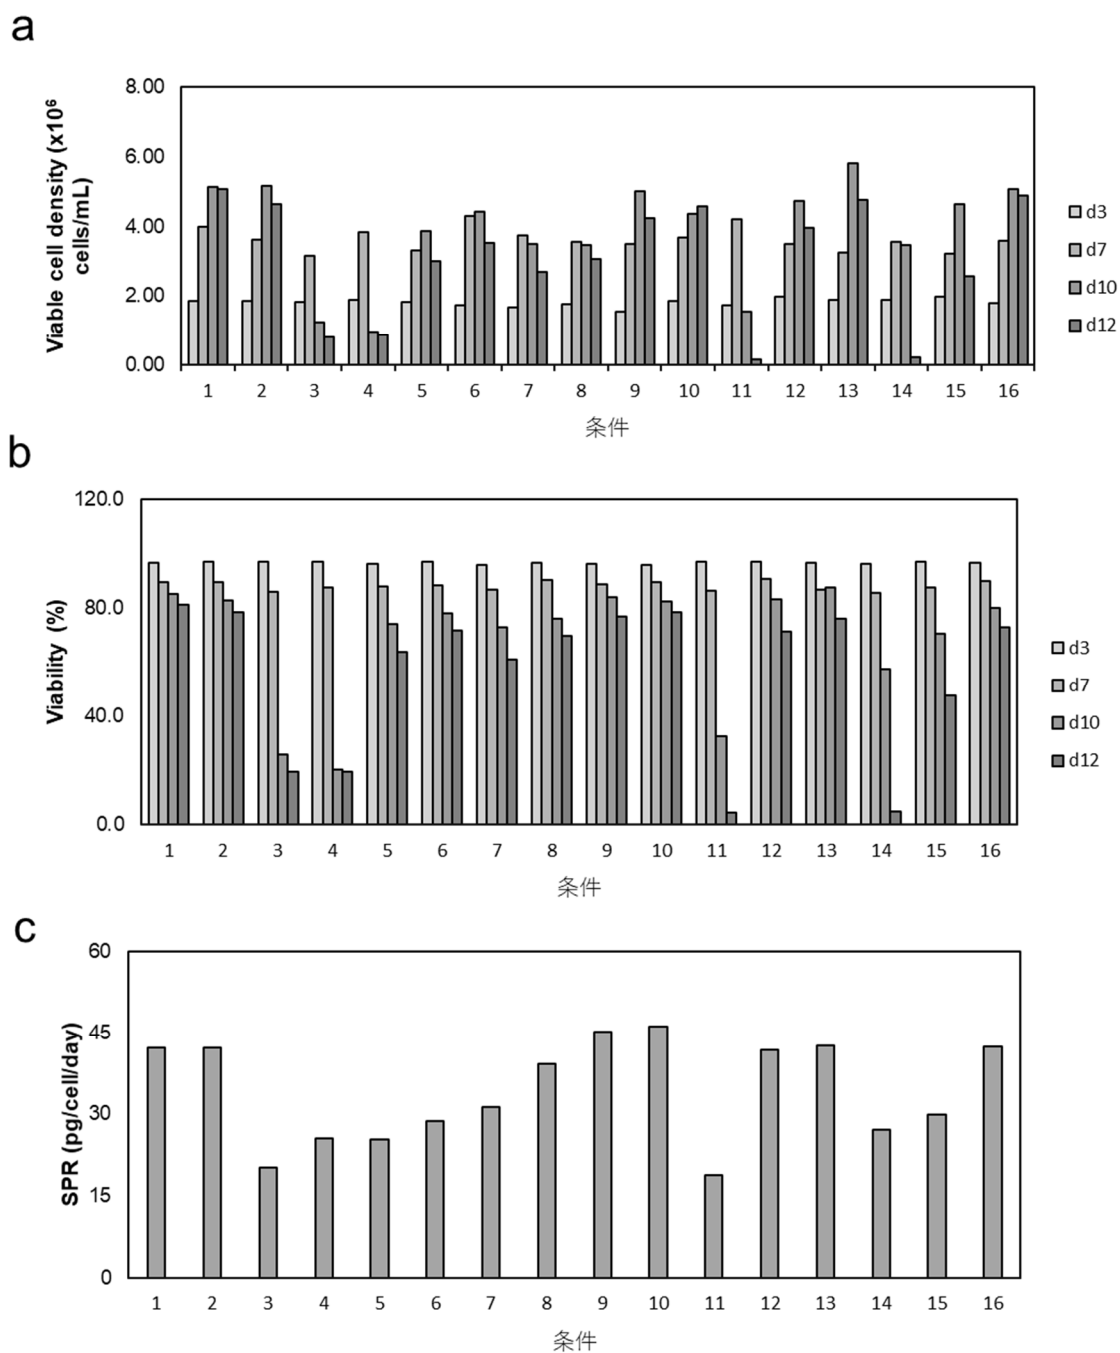 a
Viable cell density (x10⁶
cells/mL)
8.00
6.00
4.00
2.00
0.00
1 2 3 4 5 6 7 8 9 10 11 12 13 14 15 16
条件
d3
d7
d10
d12
b
Viability (%)
120.0
80.0
40.0
0.0
1 2 3 4 5 6 7 8 9 10 11 12 13 14 15 16
条件
d3
d7
d10
d12
c
SPR (pg/cell/day)
60
45
30
15
0
1 2 3 4 5 6 7 8 9 10 11 12 13 14 15 16
条件